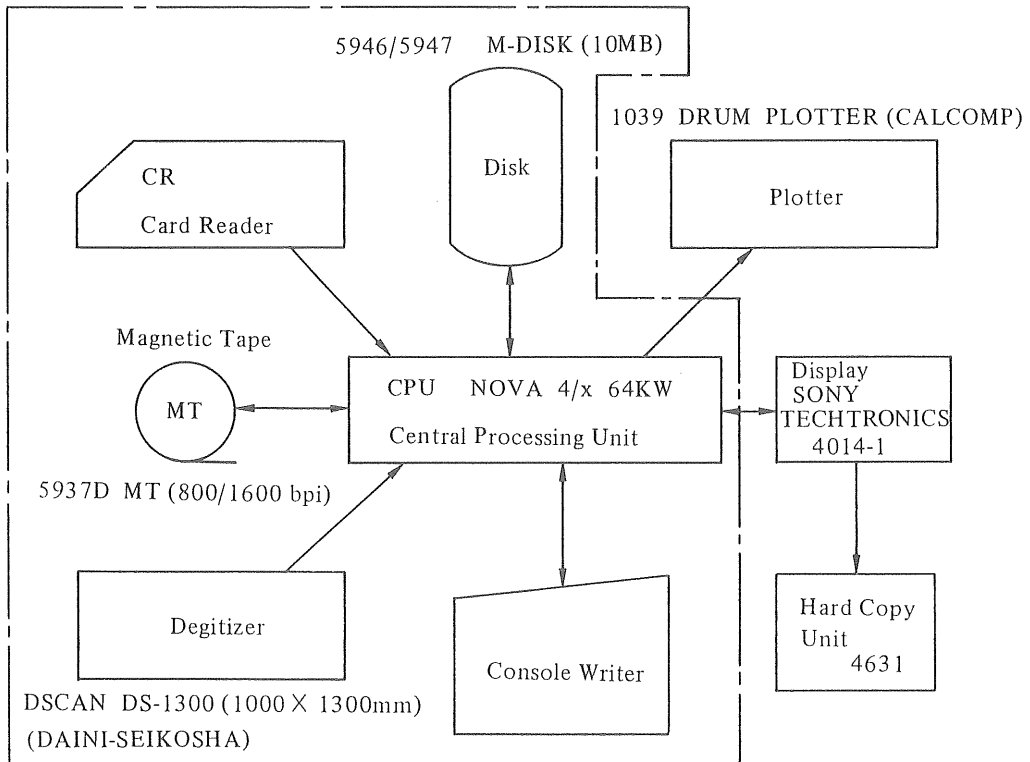 5946/5947 M-DISK (10MB)
Disk
1039 DRUM PLOTTER (CALCOMP)
Plotter
CR
Card Reader
Magnetic Tape
MT
5937D MT (800/1600 bpi)
CPU NOVA 4/x 64KW
Central Processing Unit
Display
SONY
TECHTRONICS
4014-1
Degitizer
DSCAN DS-1300 (1000 × 1300mm)
(DAINI-SEIKOSHA)
Console Writer
Hard Copy
Unit
4631